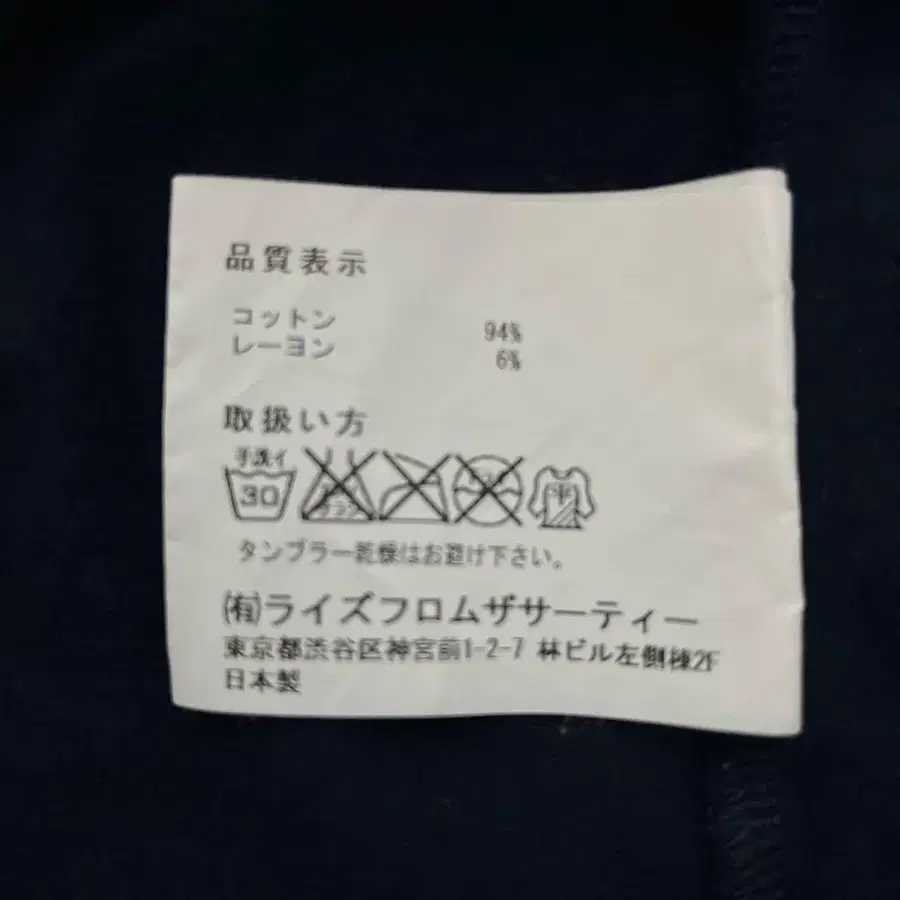 品質表示
コットン 94%
レーヨン 6%
取扱い方
手洗イ
30
平
タンブラー乾燥はお避け下さい。
㈲ライズフロムザサーティー
東京都渋谷区神宮前1-2-7 林ビル左側棟2F
日本製